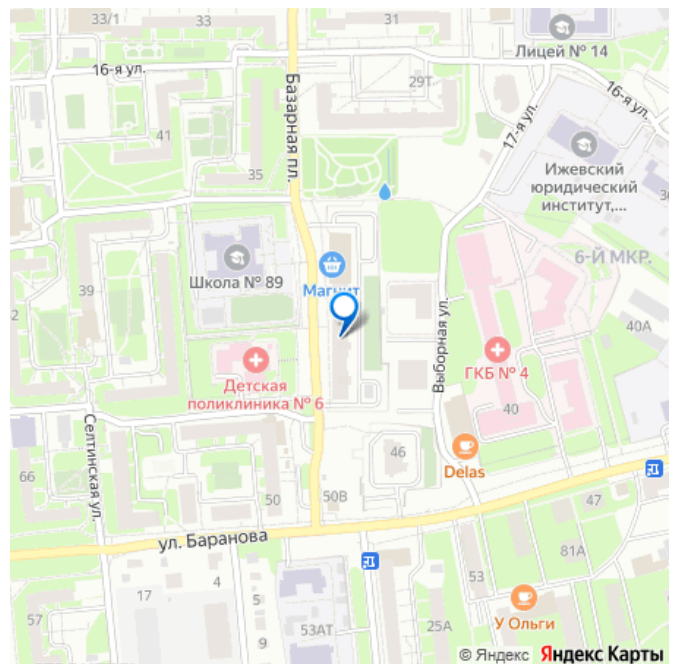 33/1
33
31
Лицей № 14
16-я ул.
Базарная пл.
29Т
17-я ул.
16-я ул.
41
35
Ижевский
юридический
институт,...
6-Й МКР.
Школа № 89
Магнит
39
2
40А
Выборная ул.
Детская
поликлиника № 6
ГКБ № 4
40
Селтинская ул.
46
Delas
66
50
50В
47
ул. Баранова
81А
17
4
5
53
9
53АТ
25А
У Ольги
© Яндекс Яндекс Карты